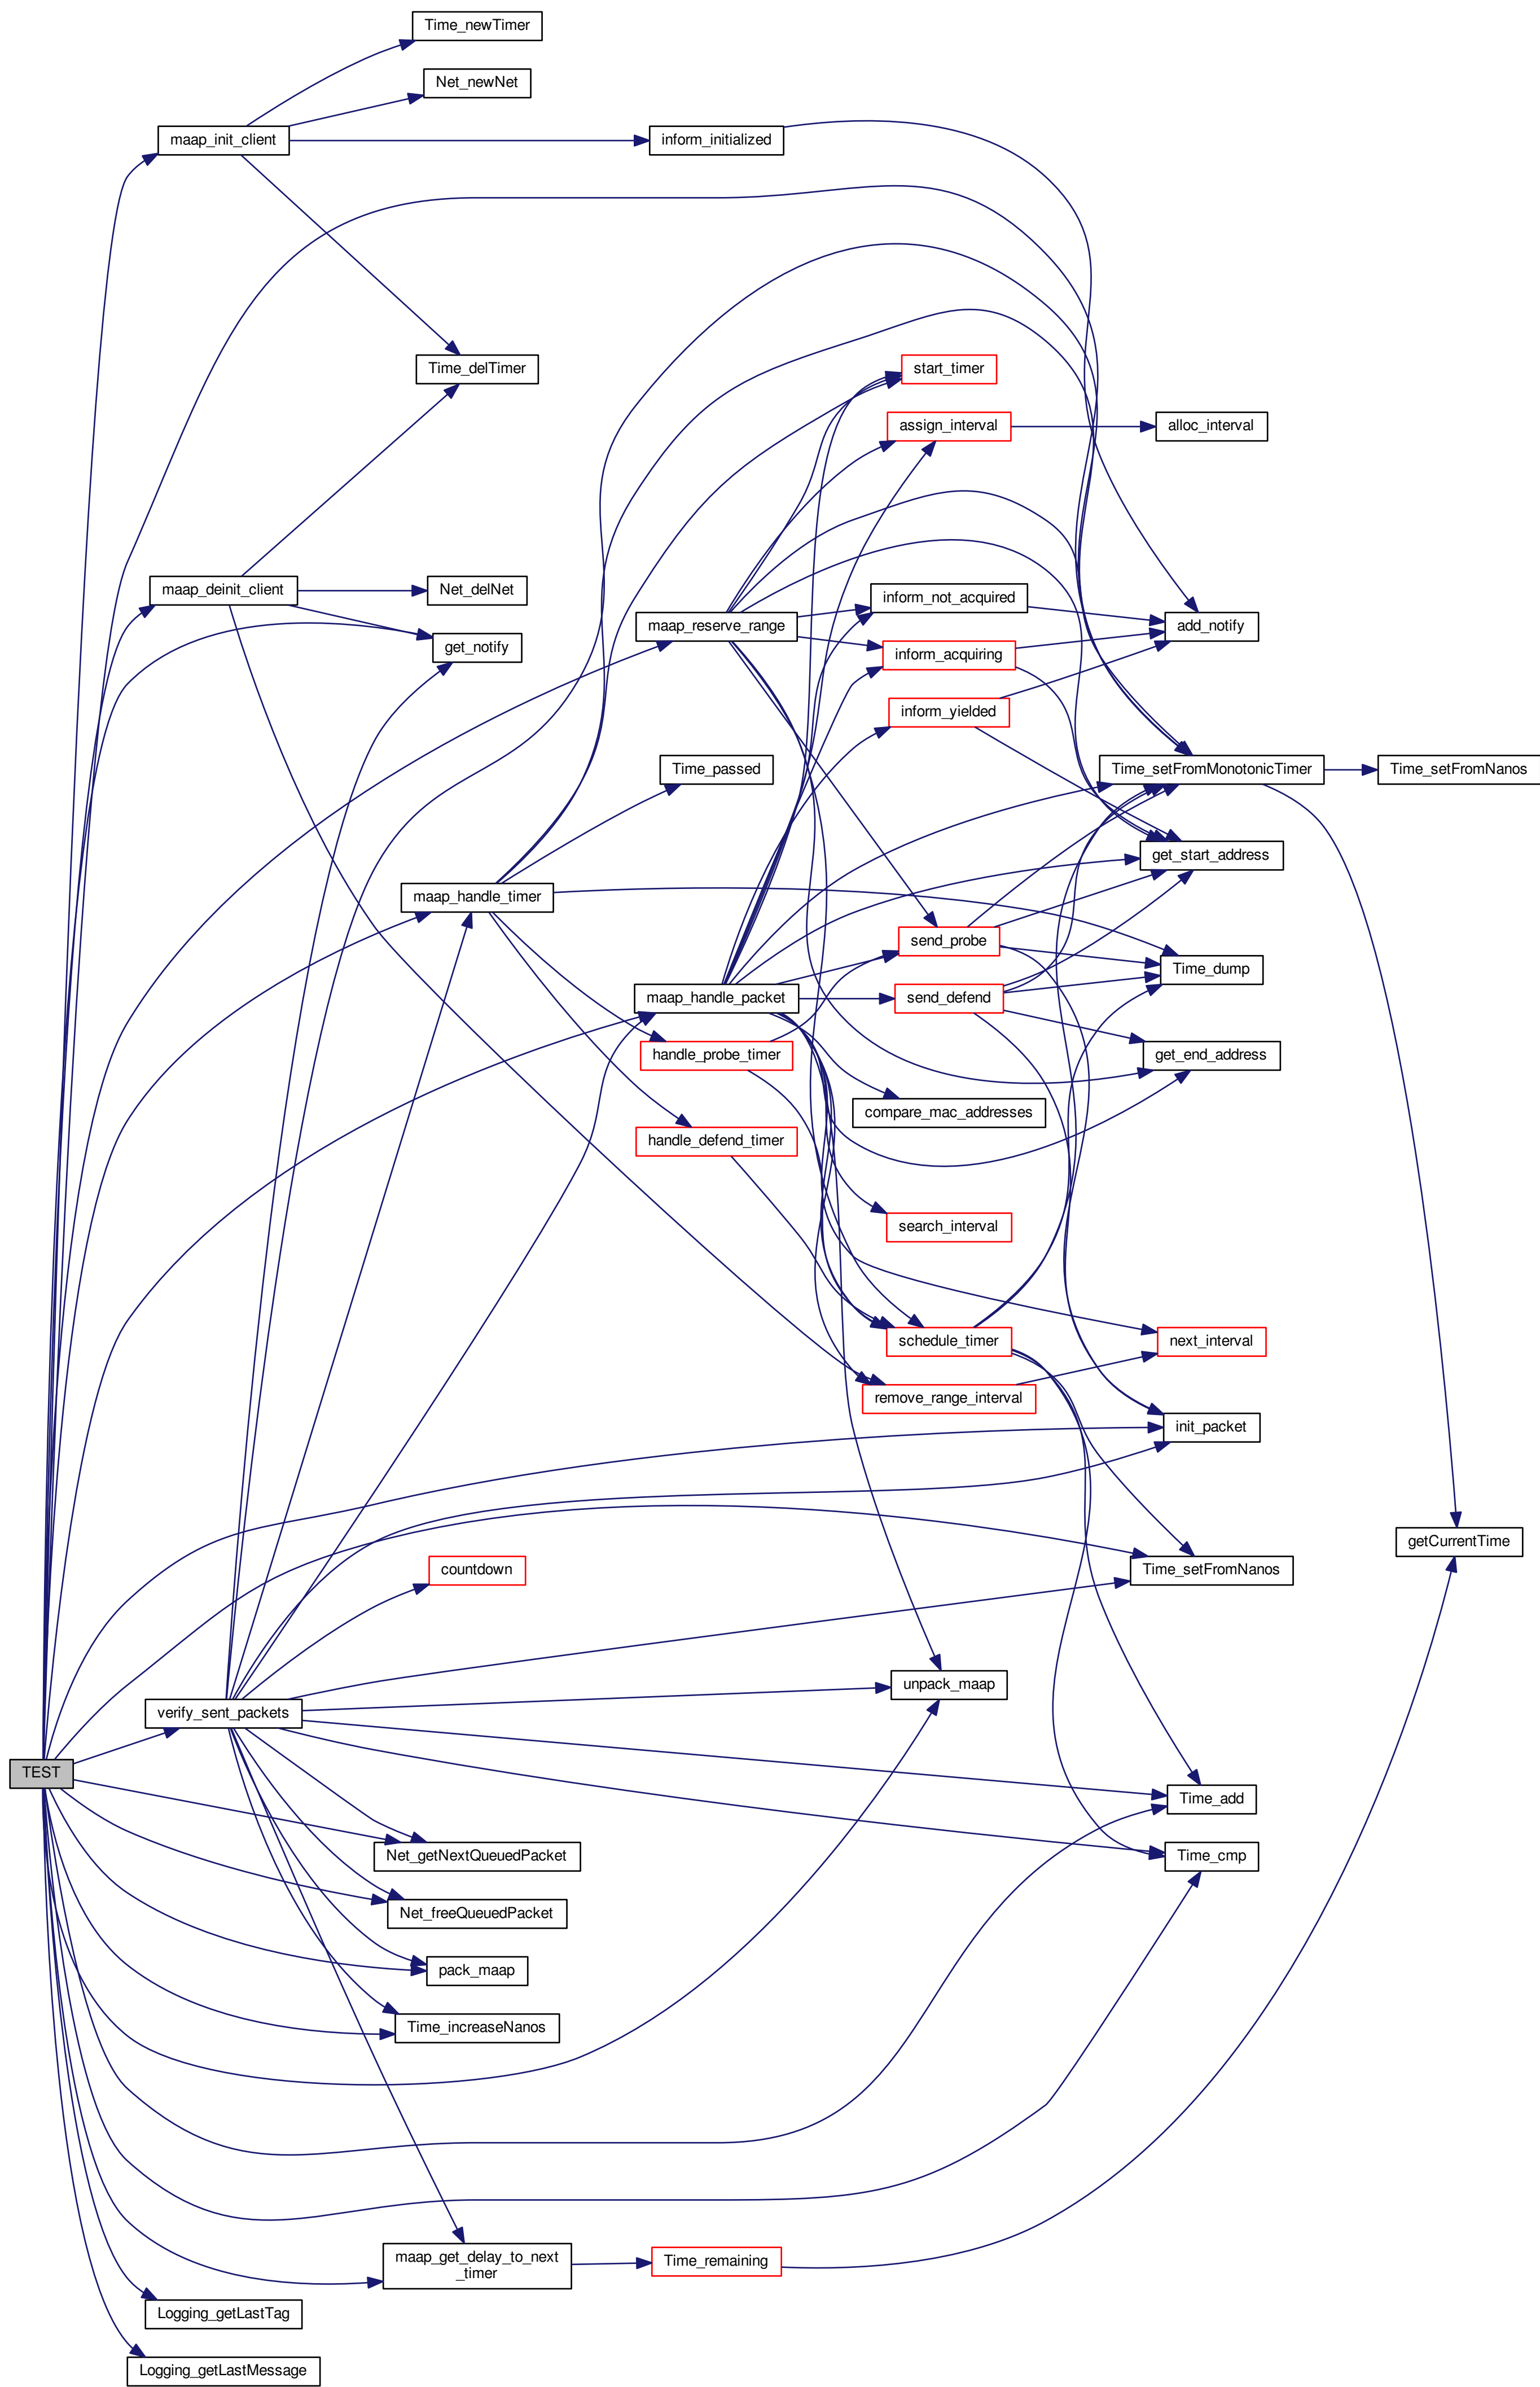 Time_newTimer
Net_newNet
maap_init_client
inform_initialized
Time_delTimer
start_timer
assign_interval
alloc_interval
maap_deinit_client
Net_delNet
inform_not_acquired
maap_reserve_range
add_notify
get_notify
inform_acquiring
inform_yielded
Time_passed
Time_setFromMonotonicTimer
Time_setFromNanos
get_start_address
maap_handle_timer
send_probe
Time_dump
maap_handle_packet
send_defend
handle_probe_timer
get_end_address
compare_mac_addresses
handle_defend_timer
search_interval
schedule_timer
next_interval
remove_range_interval
init_packet
getCurrentTime
countdown
Time_setFromNanos
unpack_maap
verify_sent_packets
TEST
Time_add
Net_getNextQueuedPacket
Time_cmp
Net_freeQueuedPacket
pack_maap
Time_increaseNanos
maap_get_delay_to_next
_timer
Time_remaining
Logging_getLastTag
Logging_getLastMessage